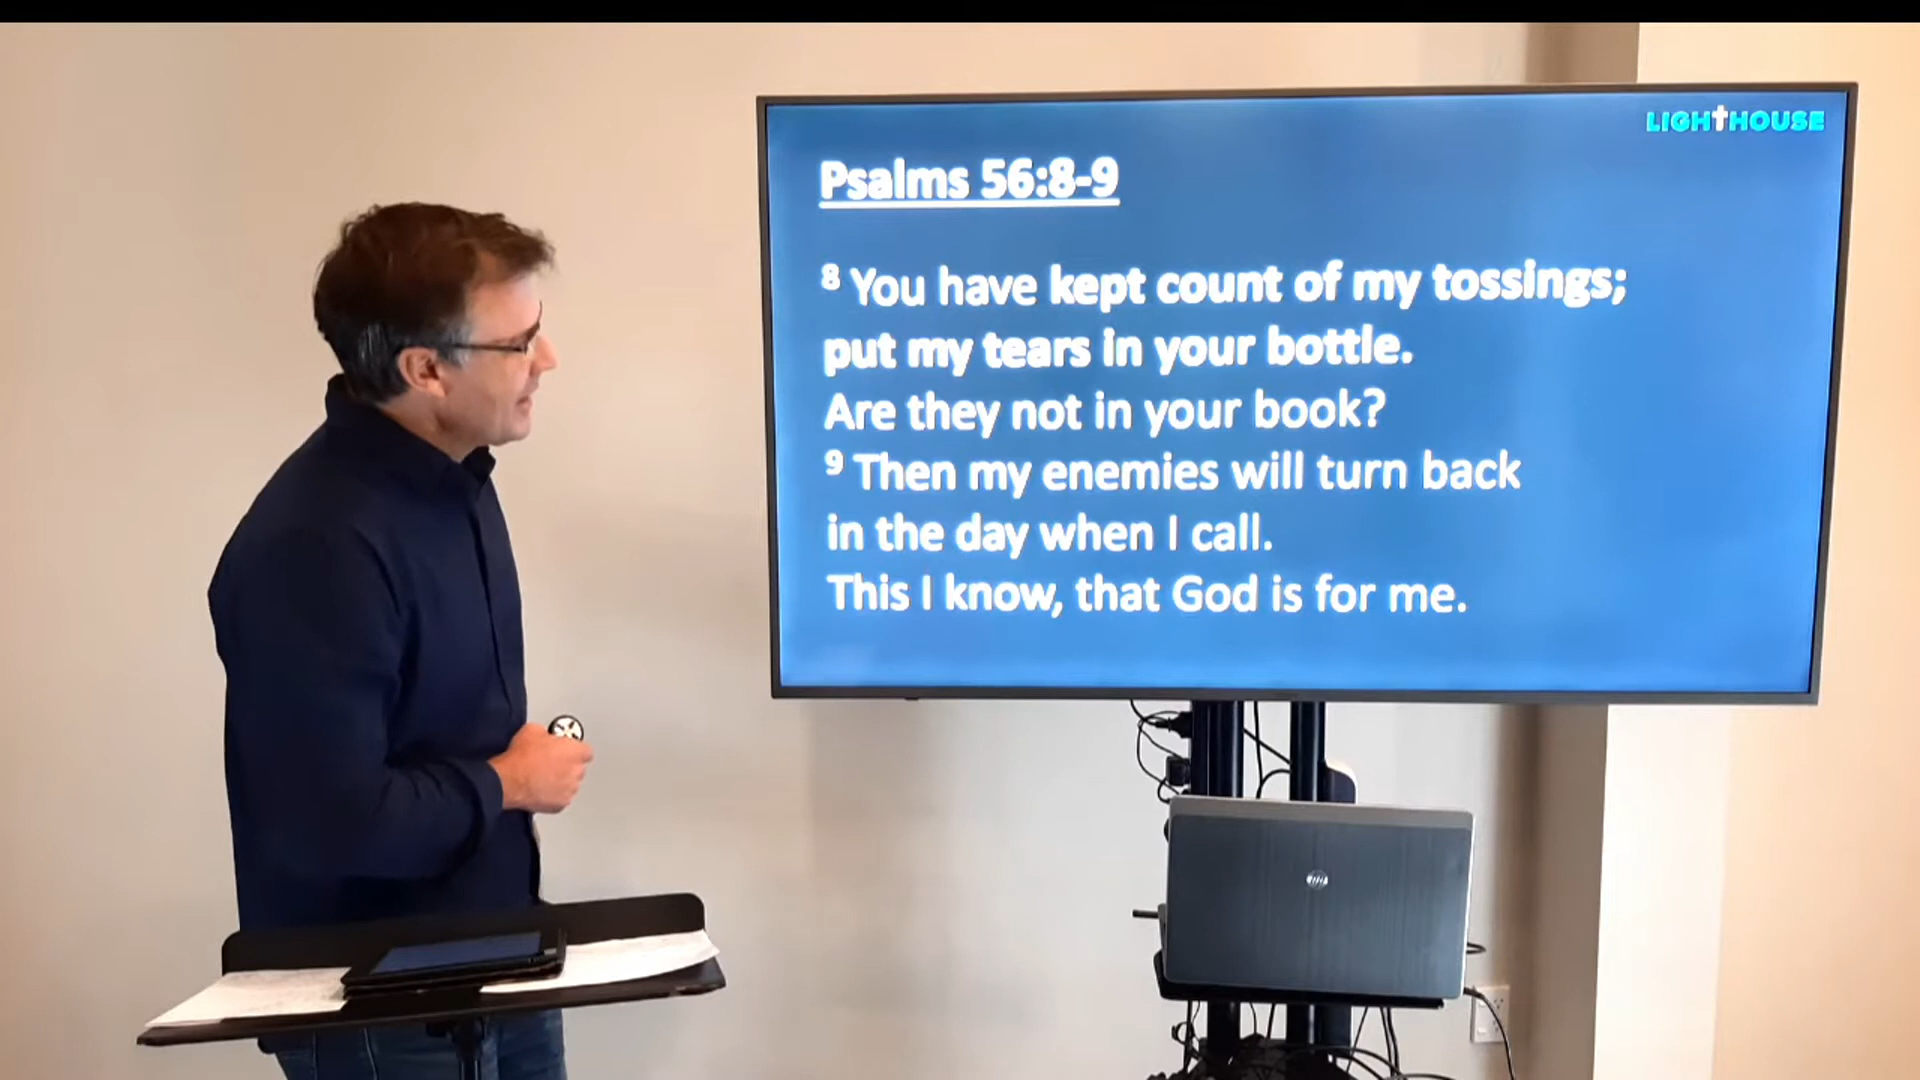 LIGHTHOUSE
Psalms 56:8-9
8 You have kept count of my tossings;
put my tears in your bottle.
Are they not in your book?
9 Then my enemies will turn back
in the day when I call.
This I know, that God is for me.
hp